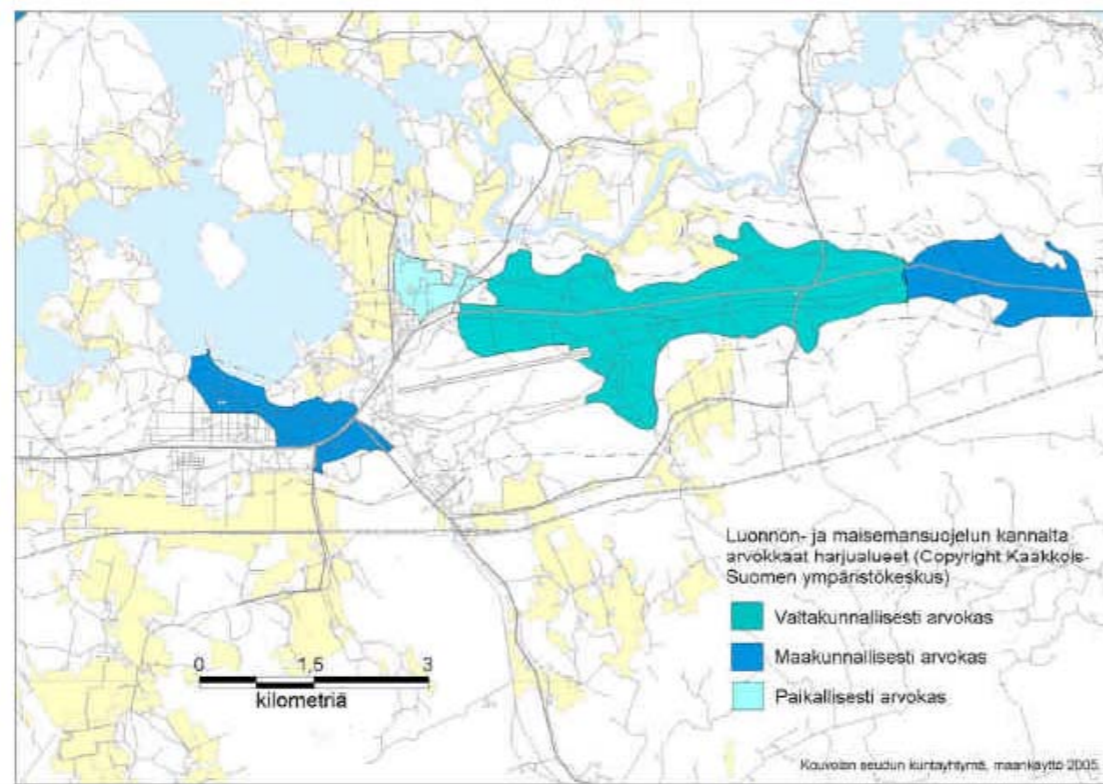 Luonnon- ja maisemansuojelun kannalta
arvokkaat harjualueet (Copyright Kaakkois-
Suomen ympäristökeskus)
Valtakunnallisesti arvokas
Maakunnallisesti arvokas
Paikallisesti arvokas
0 1,5 3
kilometriä
Kouvolan seudun kuntayhtymä, maankäyttö 2005.